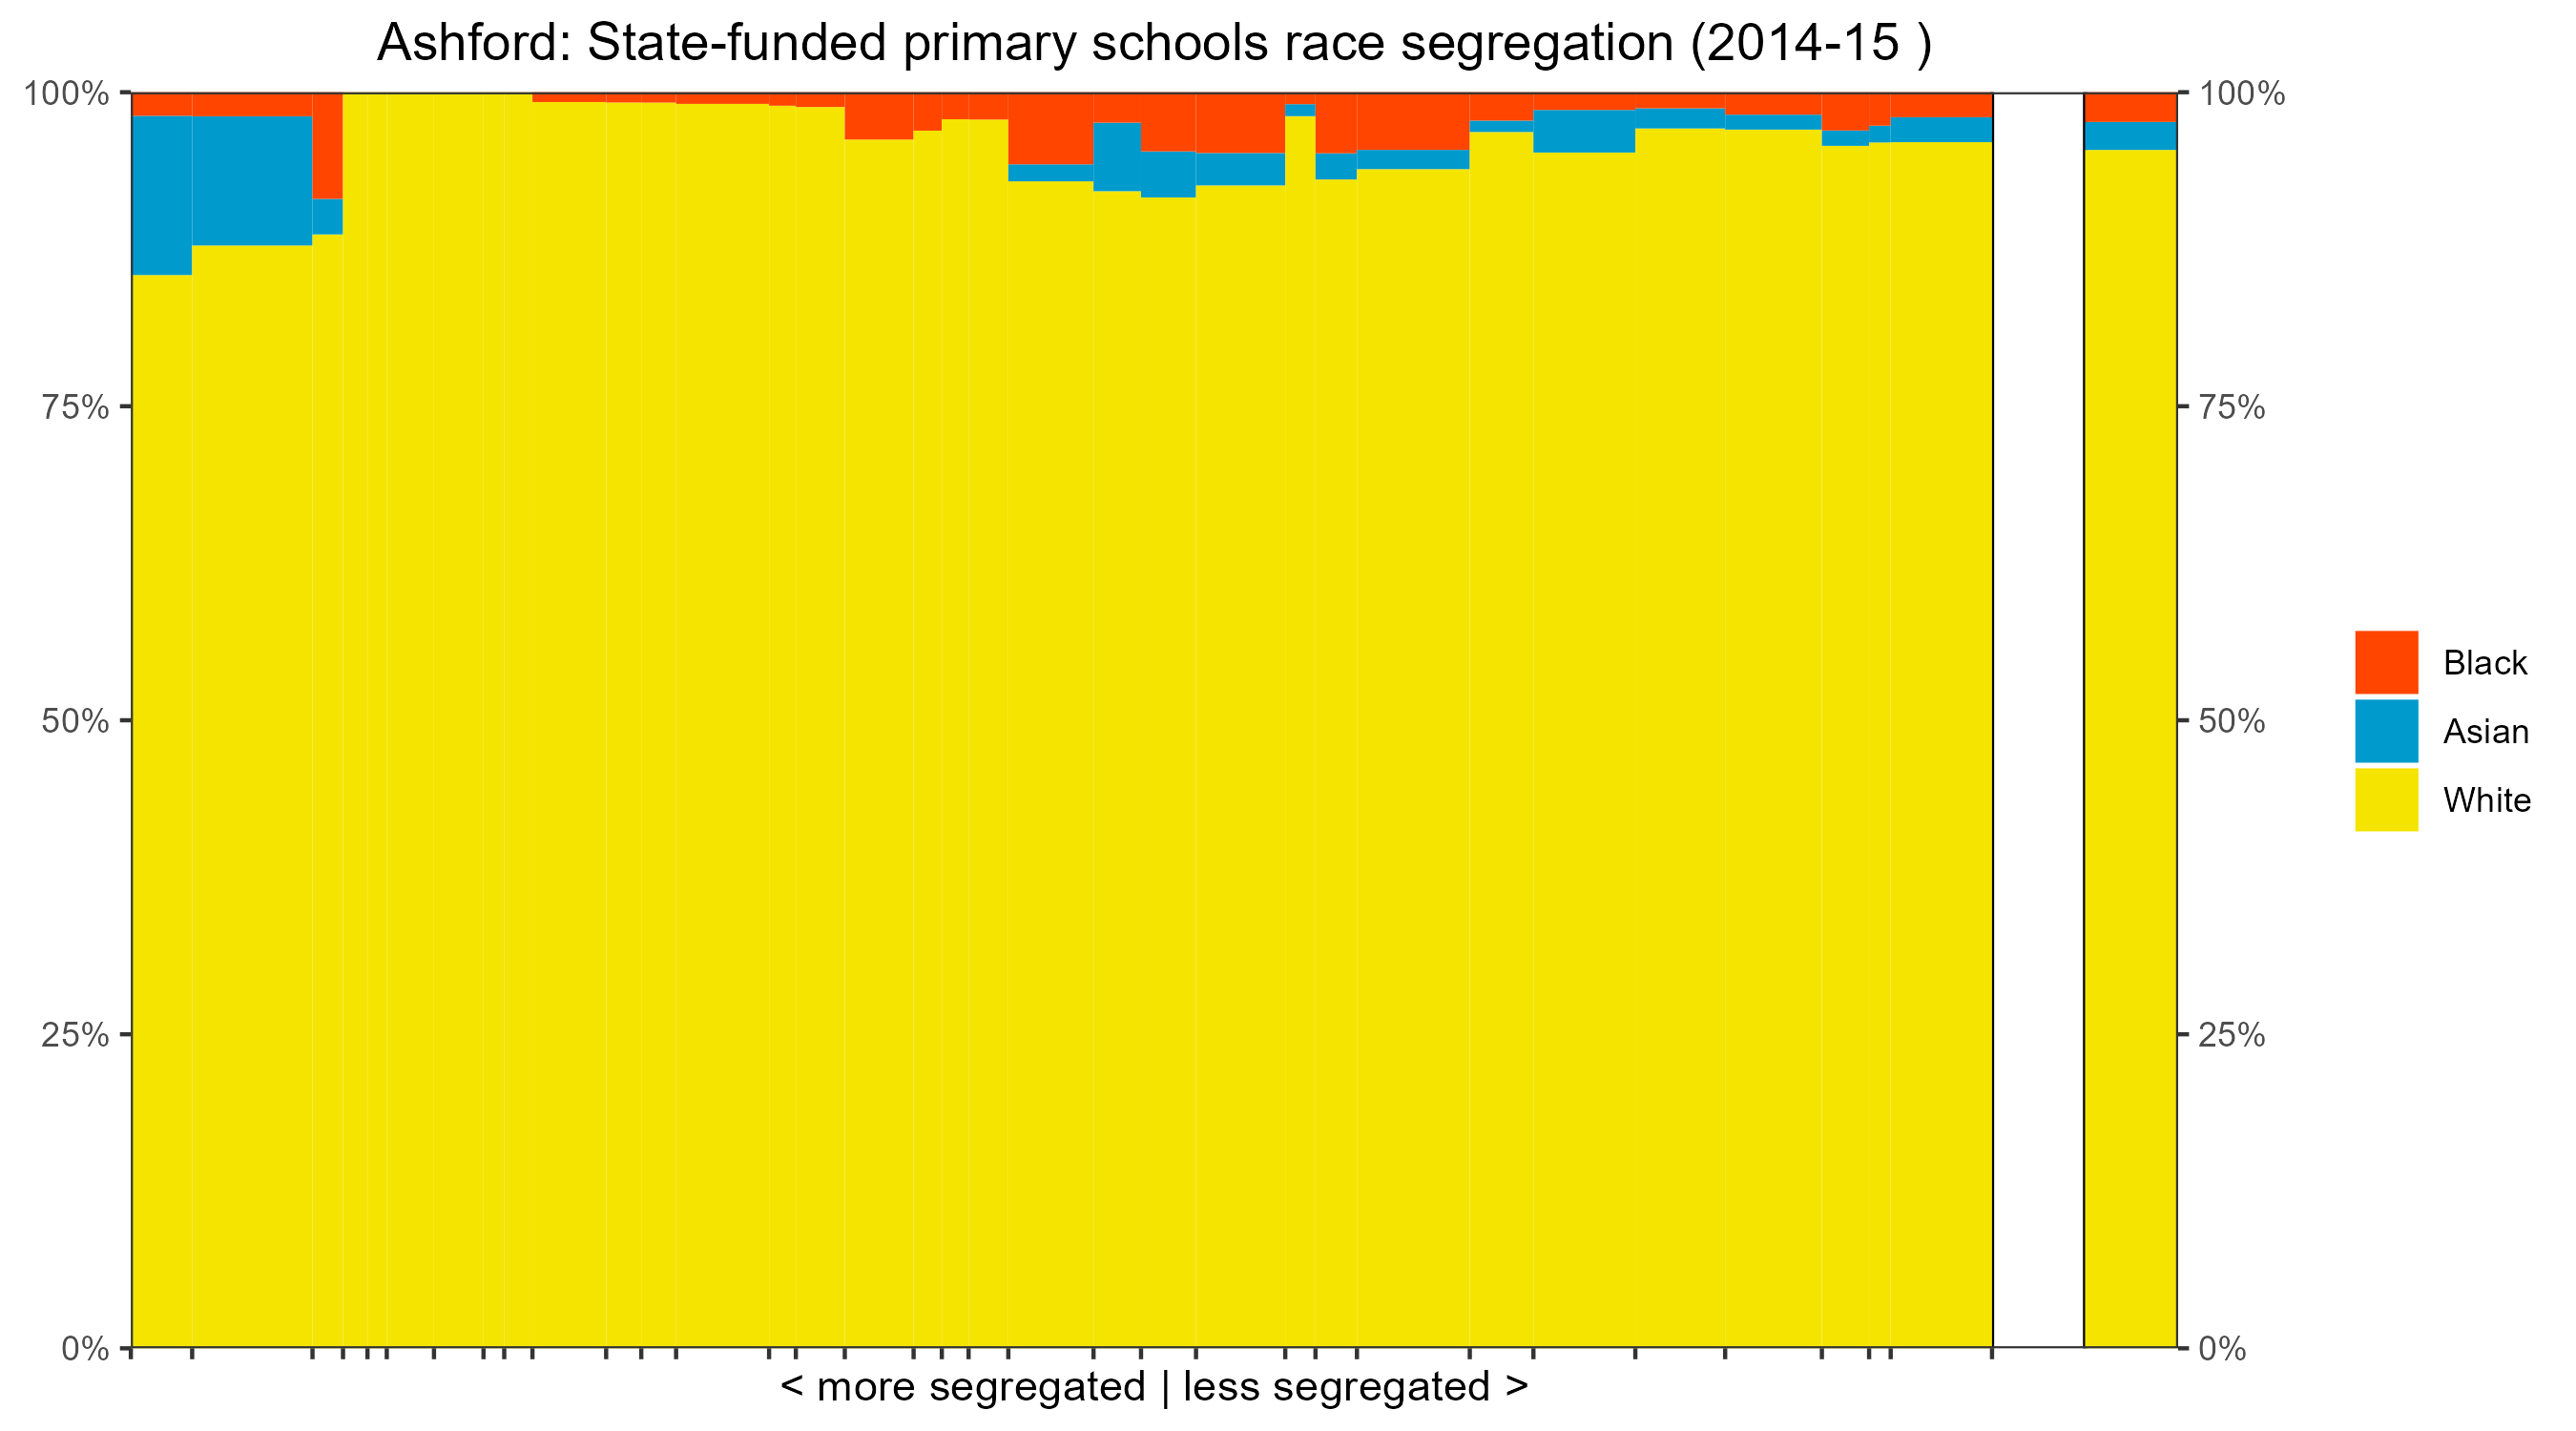 Ashford: State-funded primary schools race segregation (2014-15 )
100%
75%
50%
25%
0%
100%
75%
50%
25%
0%
Black
Asian
White
< more segregated | less segregated >